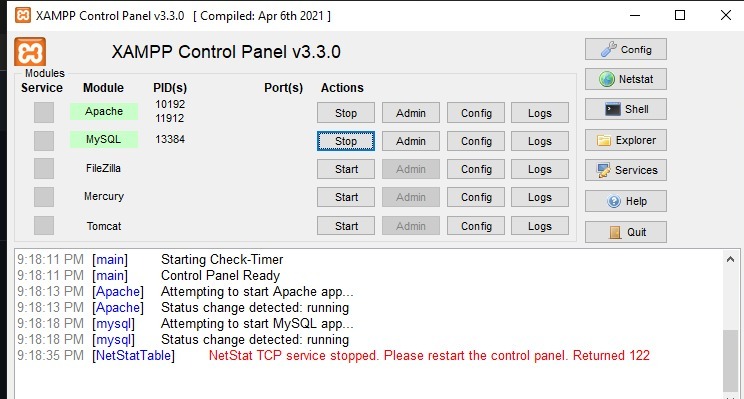 XAMPP Control Panel v3.3.0 [ Compiled: Apr 6th 2021 ]
XAMPP Control Panel v3.3.0
Config
Modules
Service Module PID(s) Port(s) Actions
Netstat
Apache 10192 11912 Stop Admin Config Logs
Shell
MySQL 13384 Stop Admin Config Logs
Explorer
FileZilla Start Admin Config Logs
Services
Mercury Start Admin Config Logs
Help
Tomcat Start Admin Config Logs
Quit
9:18:11 PM [main] Starting Check-Timer
9:18:11 PM [main] Control Panel Ready
9:18:13 PM [Apache] Attempting to start Apache app...
9:18:13 PM [Apache] Status change detected: running
9:18:18 PM [mysql] Attempting to start MySQL app...
9:18:18 PM [mysql] Status change detected: running
9:18:35 PM [NetStatTable] NetStat TCP service stopped. Please restart the control panel. Returned 122